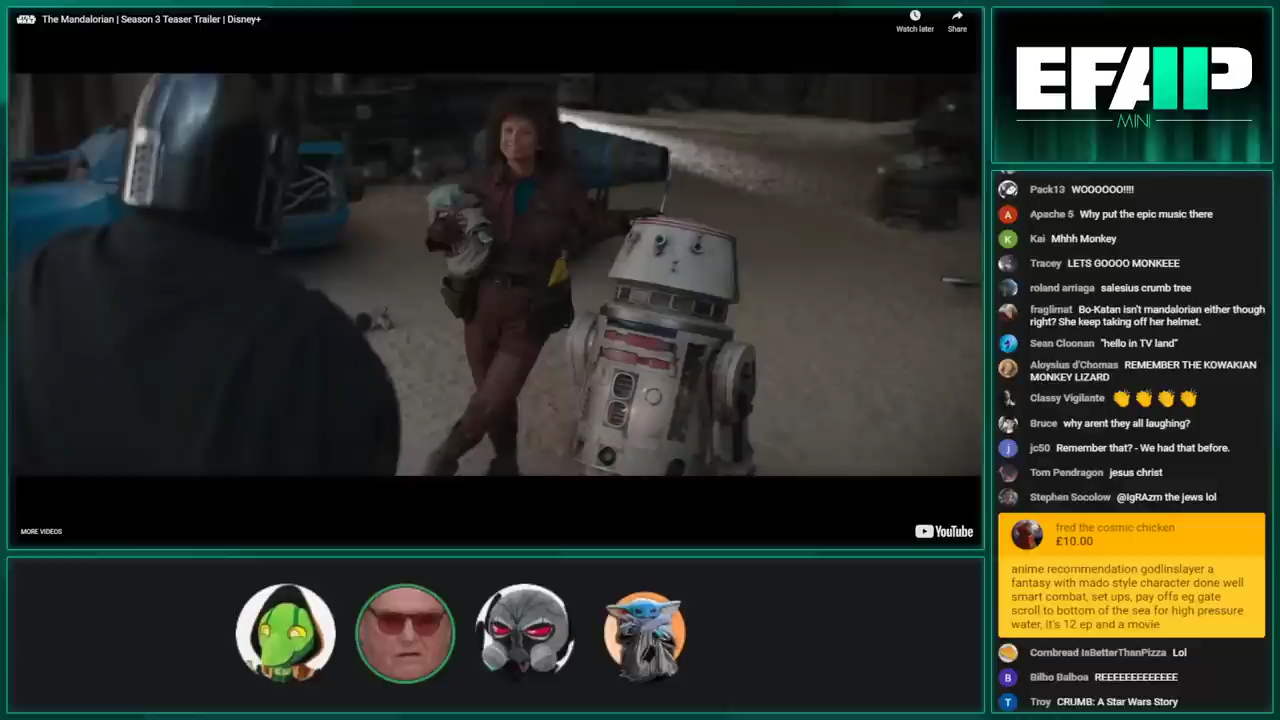 STAR WARS
The Mandalorian | Season 3 Teaser Trailer | Disney+
Watch later
Share
MORE VIDEOS
YouTube
EFAP
MINI
Pack13 WOOOOOO!!!!
A Apache 5 Why put the epic music there
K Kai Mhhh Monkey
Tracey LETS GOOOO MONKEEE
roland arriaga salesius crumb tree
fraglimat Bo-Katan isn't mandalorian either though
right? She keep taking off her helmet.
Sean Cloonan "hello in TV land"
Aloysius d'Chomas REMEMBER THE KOWAKIAN
MONKEY LIZARD
Classy Vigilante 👏 👏 👏 👏
Bruce why arent they all laughing?
j jc50 Remember that? - We had that before.
Tom Pendragon jesus christ
Stephen Socolow @IgRAzm the jews lol
fred the cosmic chicken
£10.00
anime recommendation godlinslayer a
fantasy with mado style character done well
smart combat, set ups, pay offs eg gate
scroll to bottom of the sea for high pressure
water, It's 12 ep and a movie
Cornbread IsBetterThanPizza Lol
B Bilbo Balboa REEEEEEEEEEEEE
T Troy CRUMB: A Star Wars Story